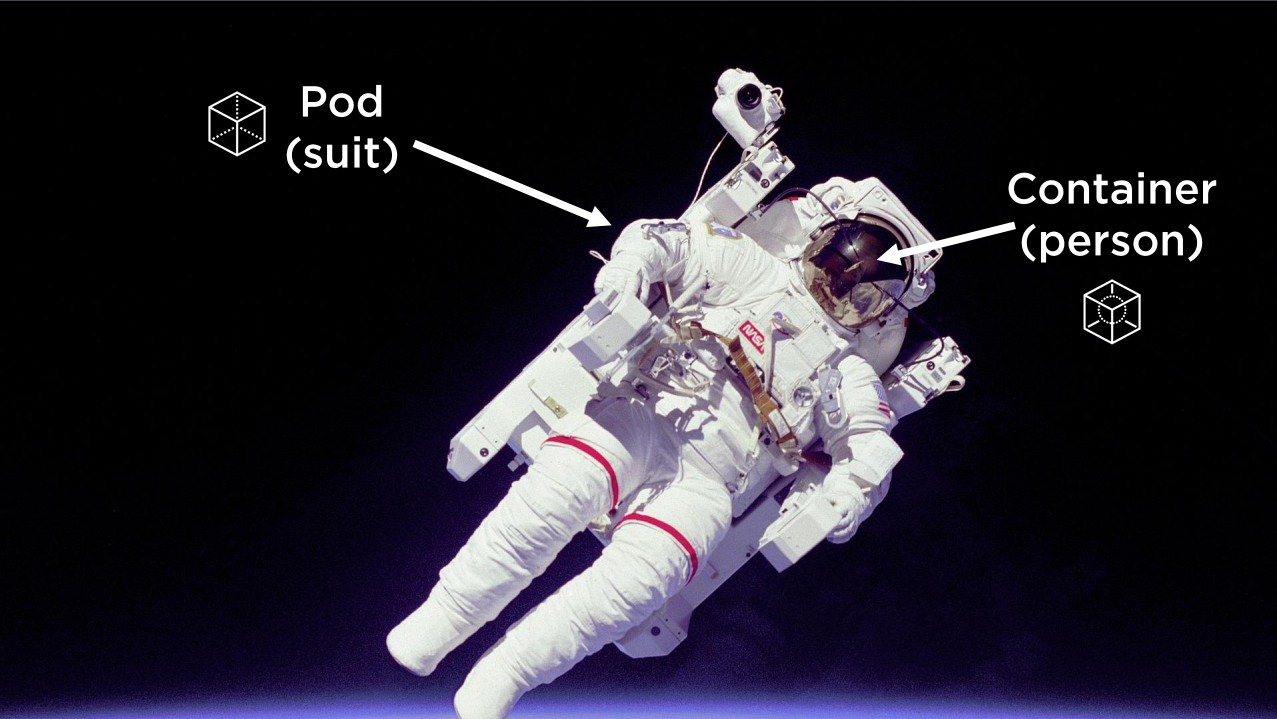 Pod
(suit)
Container
(person)
NASA